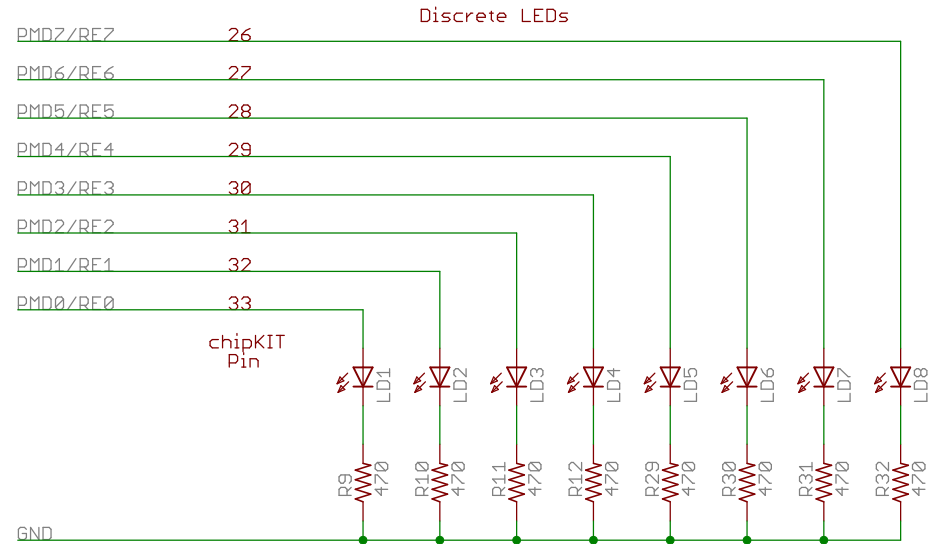 Discrete LEDs
PMD7/RE7 26
PMD6/RE6 27
PMD5/RE5 28
PMD4/RE4 29
PMD3/RE3 30
PMD2/RE2 31
PMD1/RE1 32
PMD0/RE0 33
chipKIT
Pin
LD1
LD2
LD3
LD4
LD5
LD6
LD7
LD8
R9
470
R10
470
R11
470
R12
470
R29
470
R30
470
R31
470
R32
470
GND